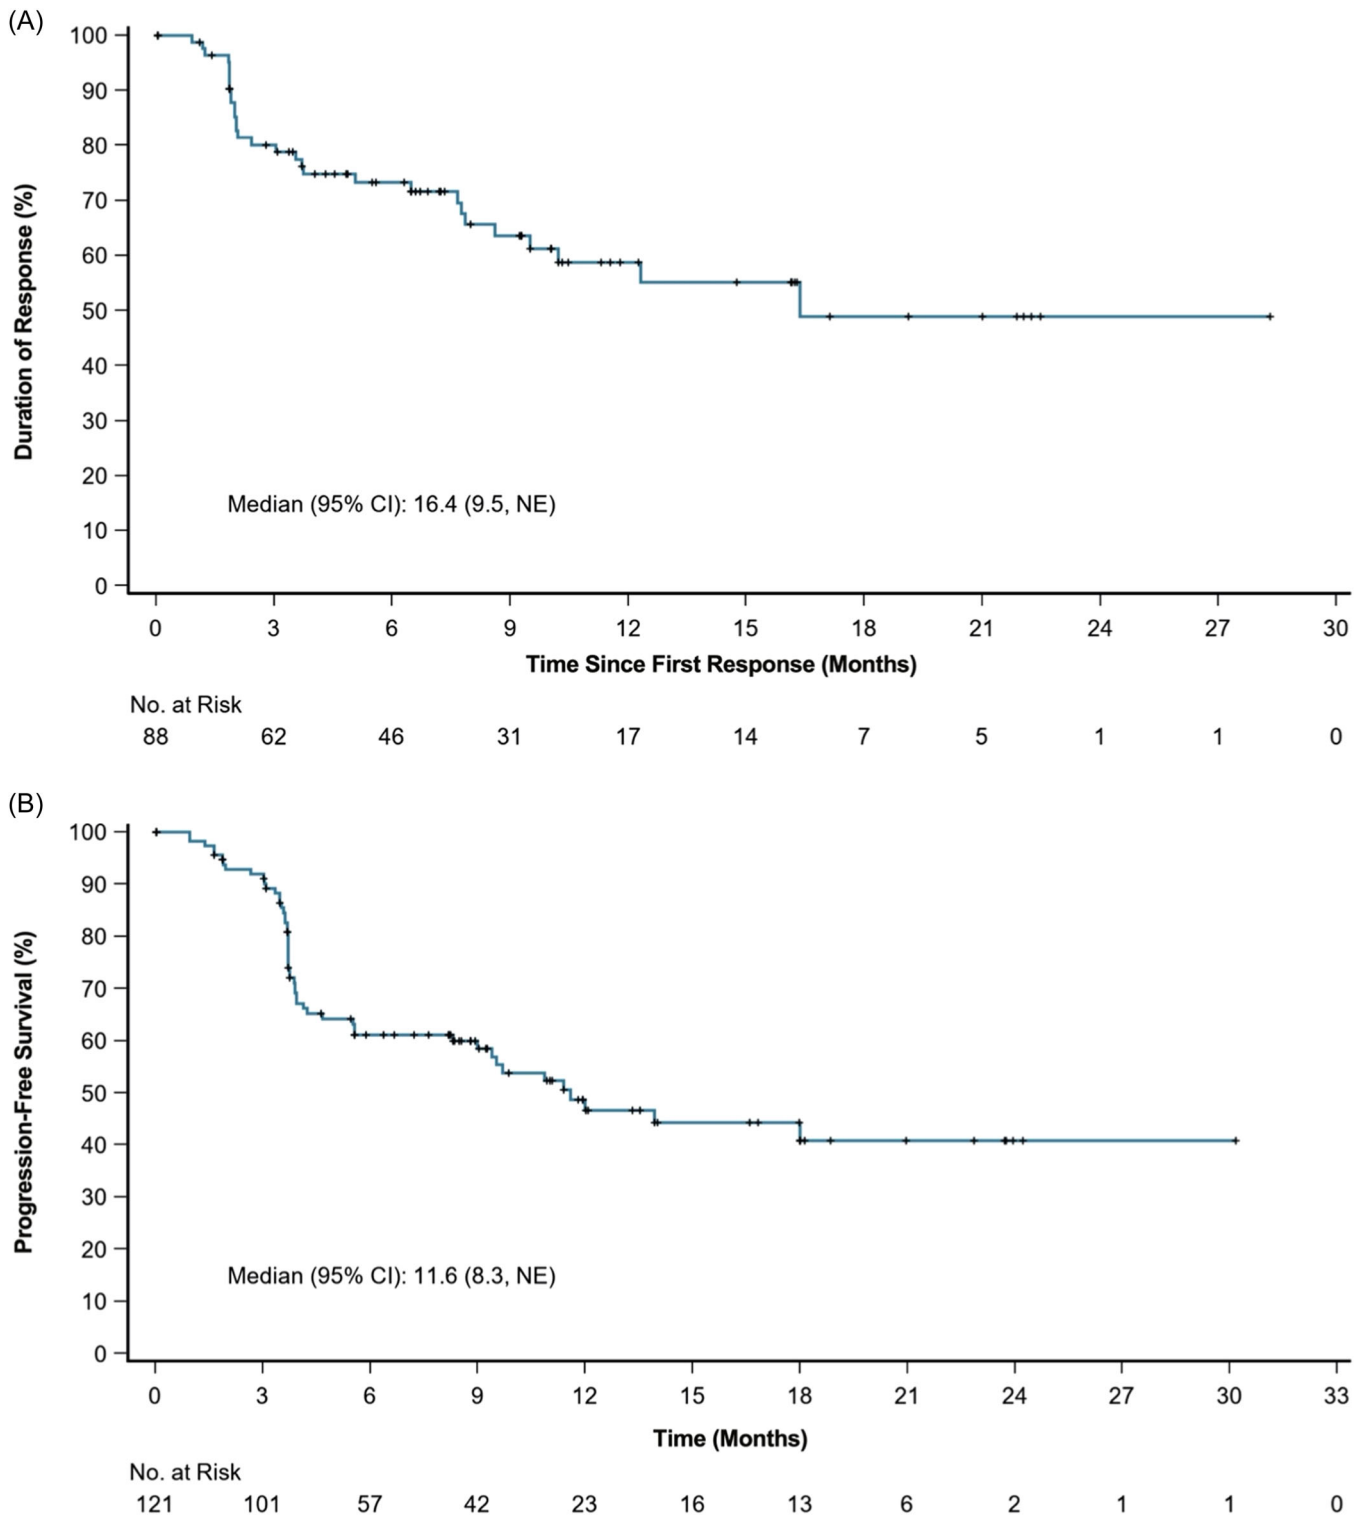 (A)
Duration of Response (%)
100
90
80
70
60
50
40
30
20
10
0
Median (95% CI): 16.4 (9.5, NE)
0 3 6 9 12 15 18 21 24 27 30
Time Since First Response (Months)
No. at Risk
88 62 46 31 17 14 7 5 1 1 0
(B)
Progression-Free Survival (%)
100
90
80
70
60
50
40
30
20
10
0
Median (95% CI): 11.6 (8.3, NE)
0 3 6 9 12 15 18 21 24 27 30 33
Time (Months)
No. at Risk
121 101 57 42 23 16 13 6 2 1 1 0